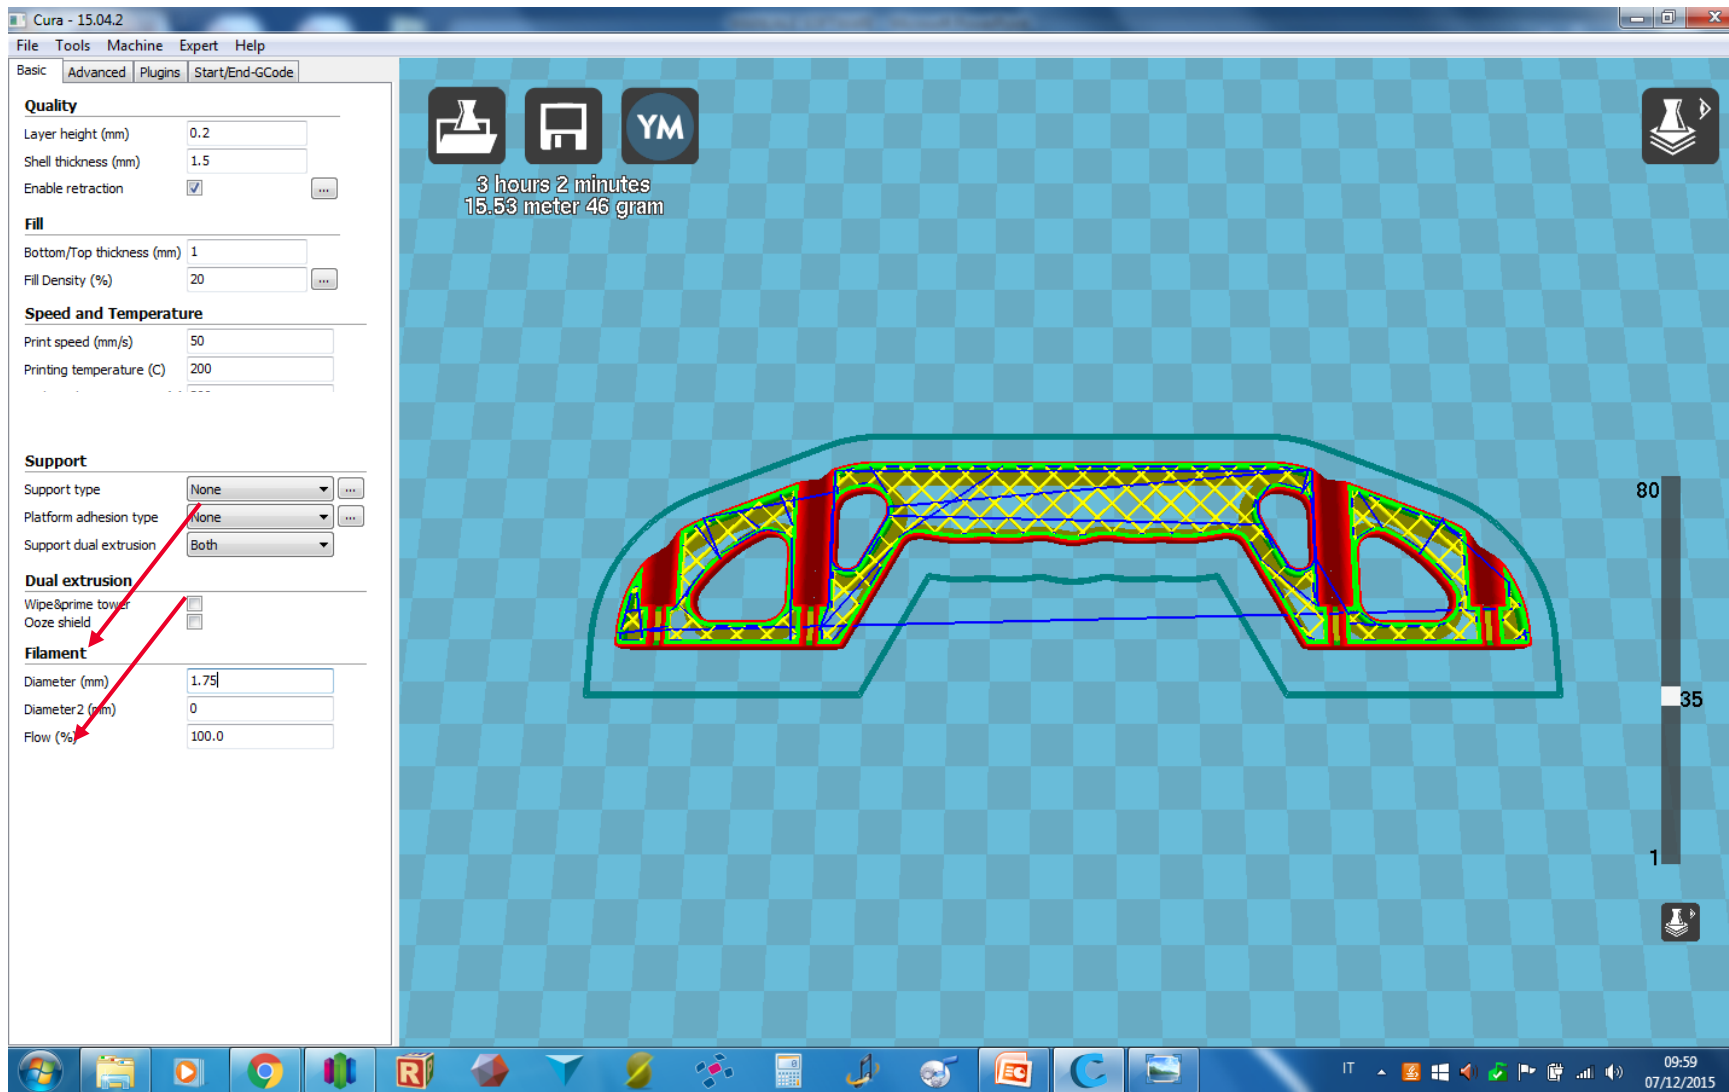 Cura - 15.04.2
File Tools Machine Expert Help
Basic Advanced Plugins Start/End-GCode
Quality
Layer height (mm) 0.2
Shell thickness (mm) 1.5
Enable retraction ...
Fill
Bottom/Top thickness (mm) 1
Fill Density (%) 20 ...
Speed and Temperature
Print speed (mm/s) 50
Printing temperature (C) 200
Support
Support type None ...
Platform adhesion type None ...
Support dual extrusion Both
Dual extrusion
Wipe&prime tower
Ooze shield
Filament
Diameter (mm) 1.75
Diameter2 (mm) 0
Flow (%) 100.0
YM
3 hours 2 minutes
15.53 meter 46 gram
80
35
1
IT
09:59
07/12/2015